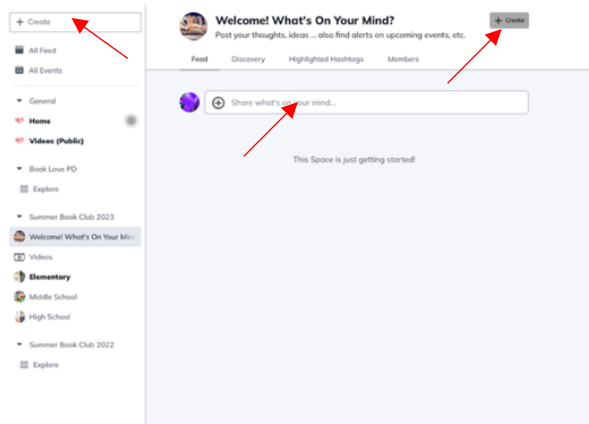 + Create
All Feed
All Events
General
Home
Videos (Public)
Book Love PD
Explore
Summer Book Club 2023
Welcome! What's On Your Min
Videos
Elementary
Middle School
High School
Summer Book Club 2022
Explore
Welcome! What's On Your Mind?
+ Create
Post your thoughts, ideas ... also find alerts on upcoming events, etc.
Feed Discovery Highlighted Hashtags Members
Share what's on your mind...
This Space is just getting started!